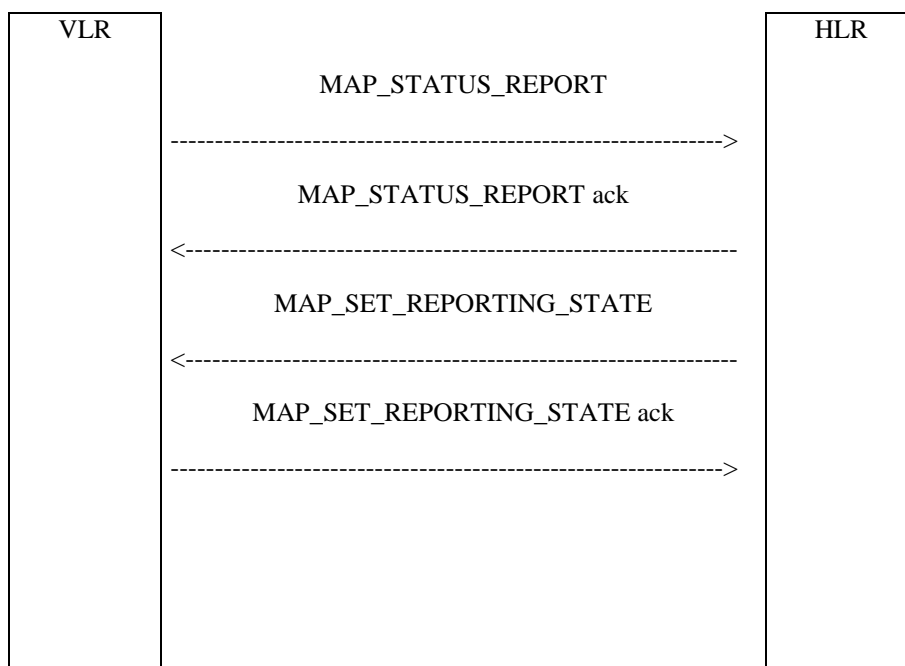 VLR
HLR
MAP_STATUS_REPORT
MAP_STATUS_REPORT ack
MAP_SET_REPORTING_STATE
MAP_SET_REPORTING_STATE ack